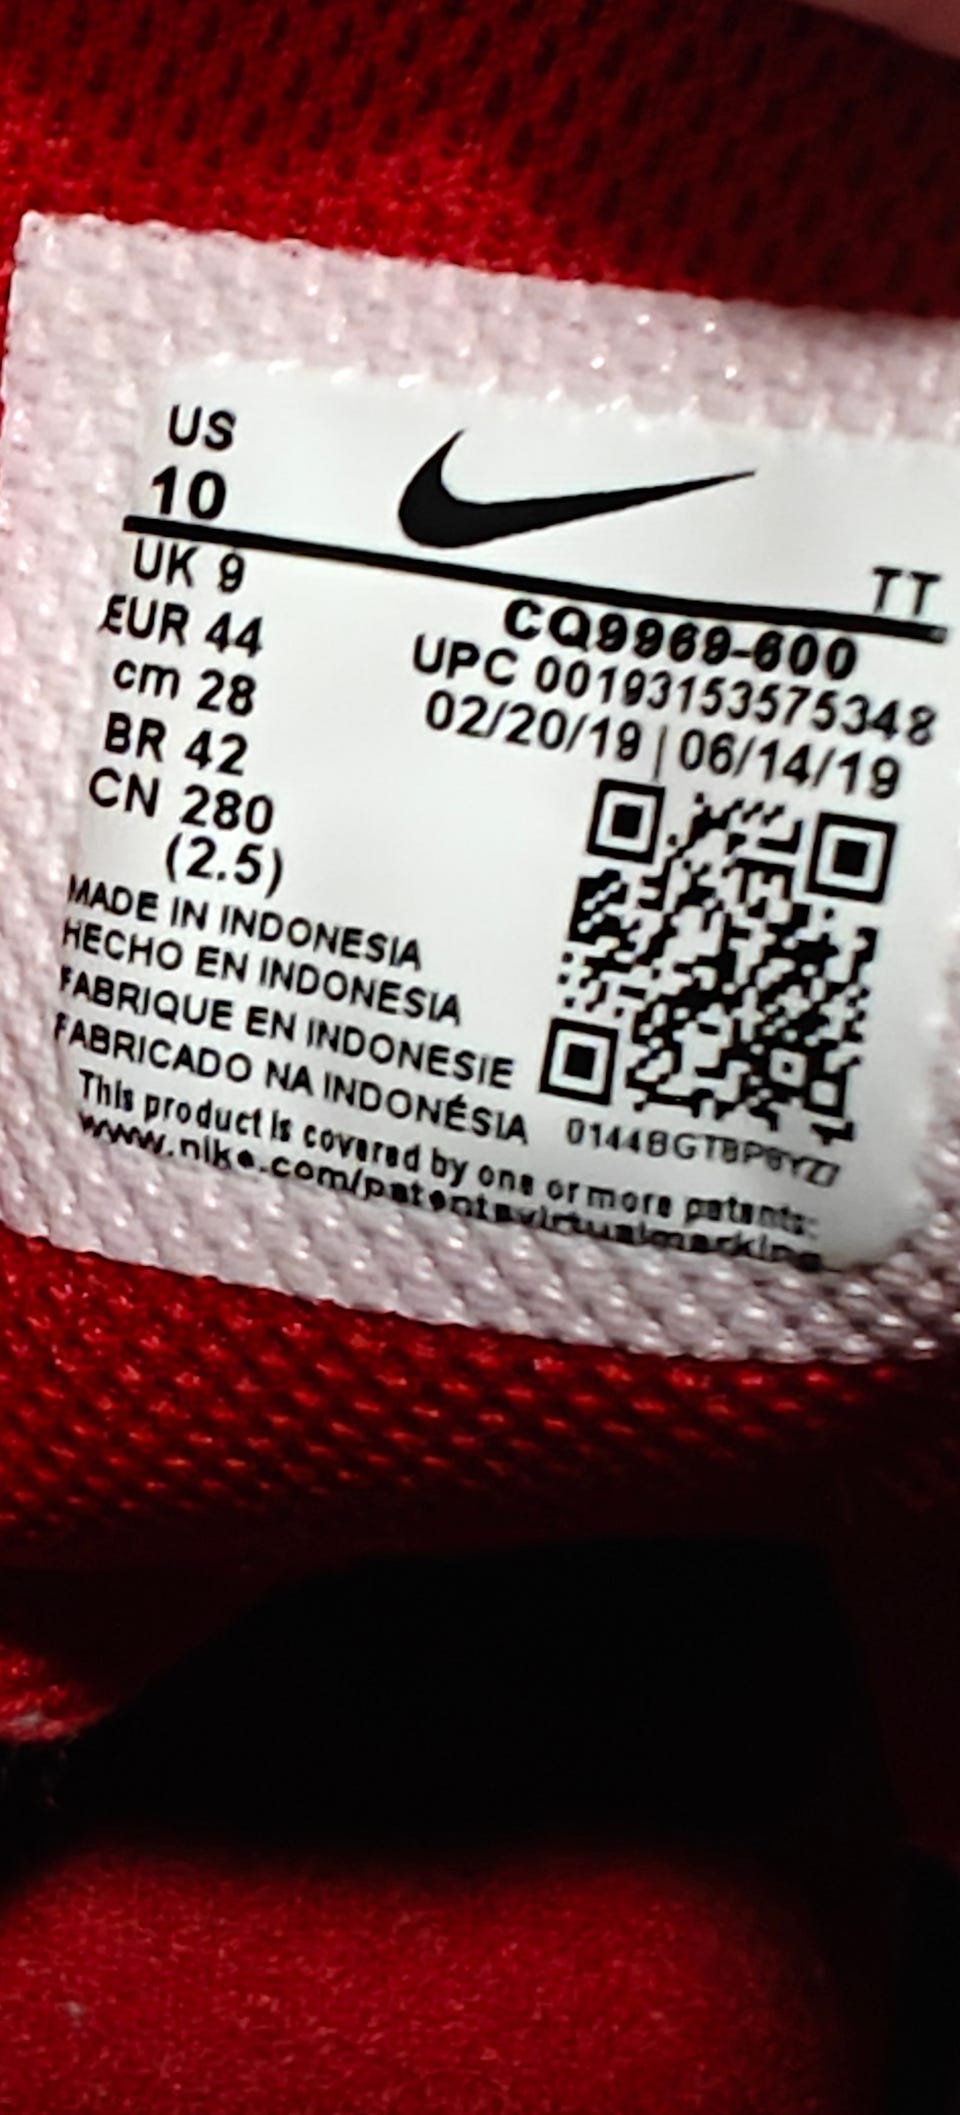 US
10
TT
UK 9
EUR 44
cm 28
BR 42
CN 280
(2.5)
CQ9969-600
UPC 00193153575348
02/20/19 | 06/14/19
MADE IN INDONESIA
HECHO EN INDONESIA
FABRIQUE EN INDONESIE
FABRICADO NA INDONÉSIA
This product is covered by one or more patents:
www.nike.com/patentsvirtualmarking